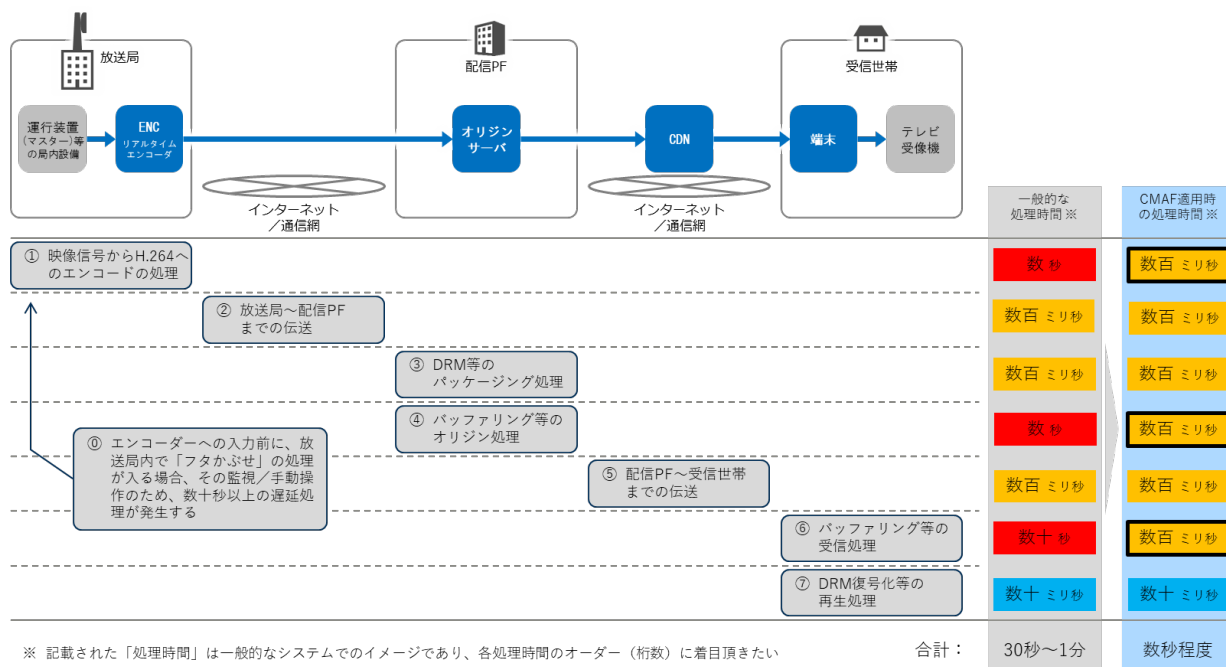 放送局
配信PF
受信世帯
運行装置
(マスター)等
の局内設備
ENC
リアルタイム
エンコーダ
オリジン
サーバ
CDN
端末
テレビ
受像機
インターネット
／通信網
インターネット
／通信網
一般的な
処理時間※
CMAF適用時
の処理時間※
① 映像信号からH.264へ
のエンコードの処理
数 秒
数百 ミリ秒
② 放送局～配信PF
までの伝送
数百 ミリ秒
数百 ミリ秒
③ DRM等の
パッケージング処理
数百 ミリ秒
数百 ミリ秒
④ バッファリング等の
オリジン処理
数 秒
数百 ミリ秒
⓪ エンコーダーへの入力前に、放
送局内で「フタかぶせ」の処理
が入る場合、その監視／手動操
作のため、数十秒以上の遅延処
理が発生する
⑤ 配信PF～受信世帯
までの伝送
数百 ミリ秒
数百 ミリ秒
⑥ バッファリング等の
受信処理
数十 秒
数百 ミリ秒
⑦ DRM復号化等の
再生処理
数十 ミリ秒
数十 ミリ秒
※ 記載された「処理時間」は一般的なシステムでのイメージであり、各処理時間のオーダー（桁数）に着目頂きたい
合計：
30秒～1分
数秒程度